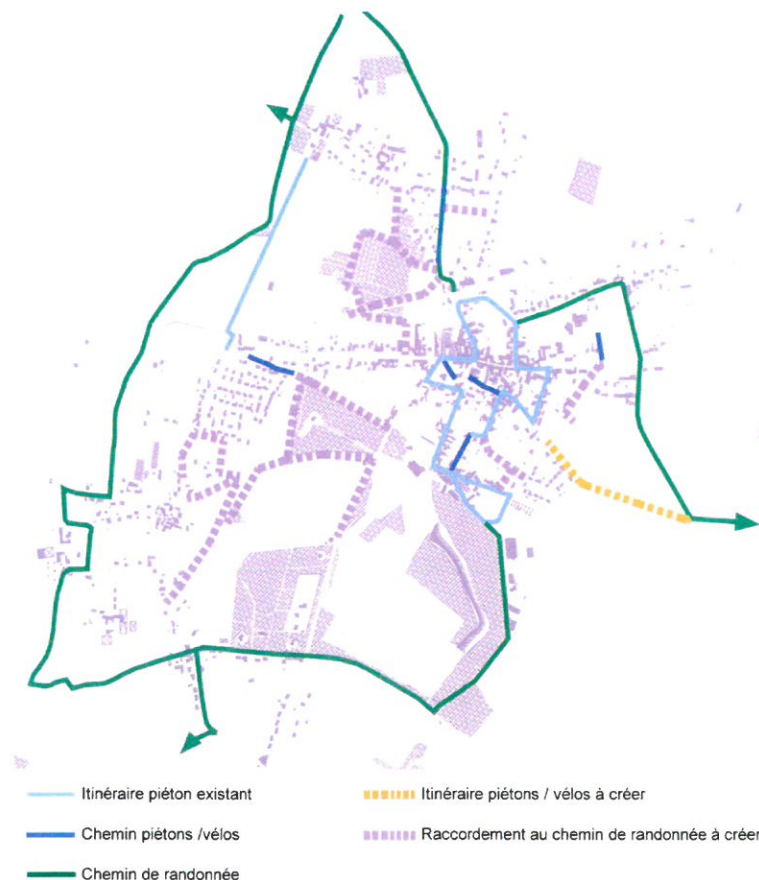 Itinéraire piéton existant
Itinéraire piétons / vélos à créer
Chemin piétons /vélos
Raccordement au chemin de randonnée à créer
Chemin de randonnée